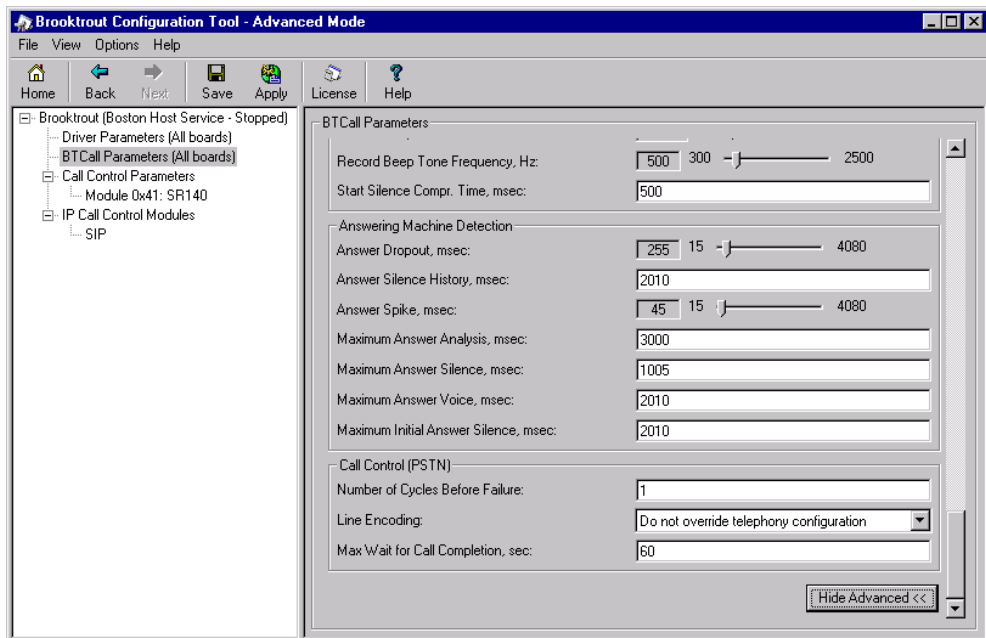 Brooktrout Configuration Tool - Advanced Mode
File View Options Help
Home Back Next Save Apply License Help
Brooktrout (Boston Host Service - Stopped)
Driver Parameters (All boards)
BTCall Parameters (All boards)
Call Control Parameters
Module 0x41: SR140
IP Call Control Modules
SIP
BTCall Parameters
Record Beep Tone Frequency, Hz: 500 300 2500
Start Silence Compr. Time, msec: 500
Answering Machine Detection
Answer Dropout, msec: 255 15 4080
Answer Silence History, msec: 2010
Answer Spike, msec: 45 15 4080
Maximum Answer Analysis, msec: 3000
Maximum Answer Silence, msec: 1005
Maximum Answer Voice, msec: 2010
Maximum Initial Answer Silence, msec: 2010
Call Control (PSTN)
Number of Cycles Before Failure: 1
Line Encoding: Do not override telephony configuration
Max Wait for Call Completion, sec: 60
Hide Advanced <<